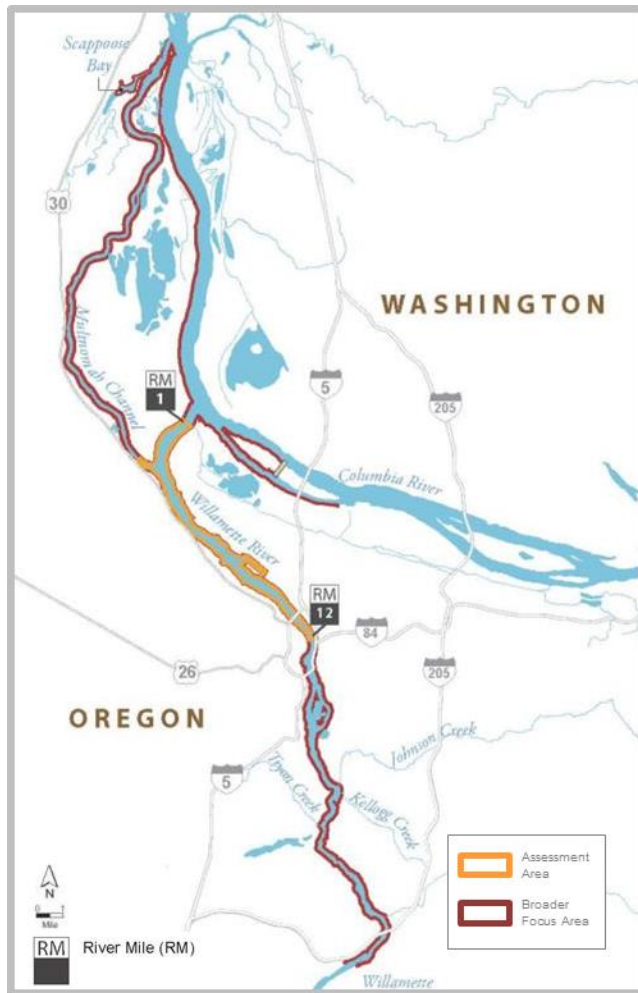 Scappoose
Bay
30
WASHINGTON
Multnomah Channel
RM
1
5
205
Columbia River
Willamette River
RM
12
84
26
205
OREGON
Johnson Creek
5
Tryon Creek
Kellogg Creek
Assessment
Area
Broader
Focus Area
N
0 1
Mile
RM
River Mile (RM)
Willamette